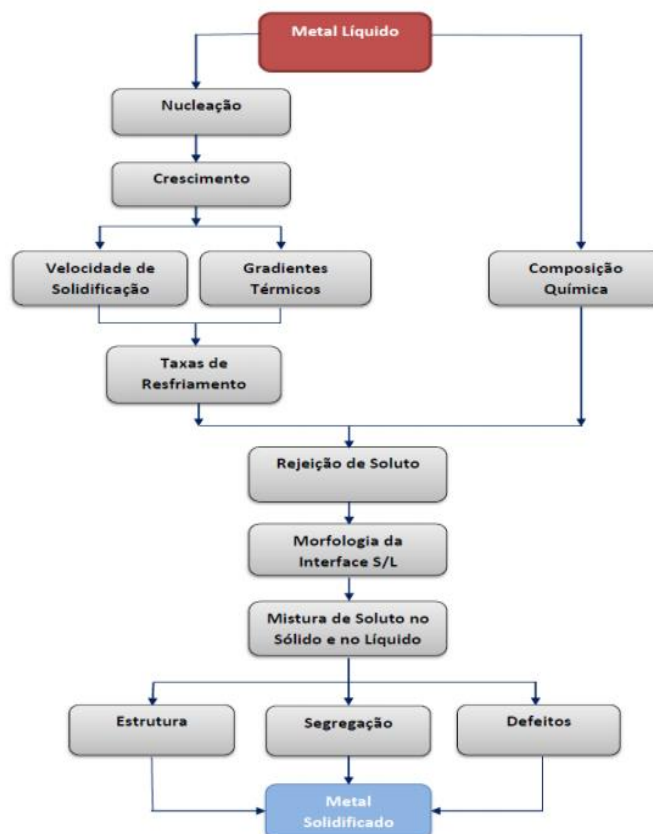 Metal Líquido
Nucleação
Crescimento
Velocidade de
Solidificação
Gradientes
Térmicos
Composição
Química
Taxas de
Resfriamento
Rejeição de Soluto
Morfologia da
Interface S/L
Mistura de Soluto no
Sólido e no Líquido
Estrutura
Segregação
Defeitos
Metal
Solidificado